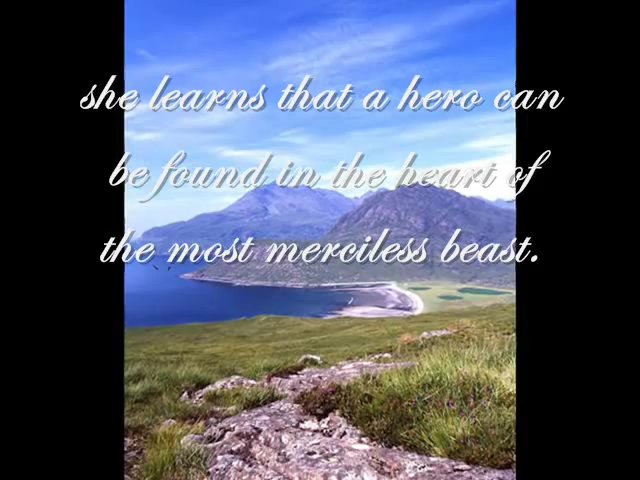 she learns that a hero can
be found in the heart of
the most merciless beast.